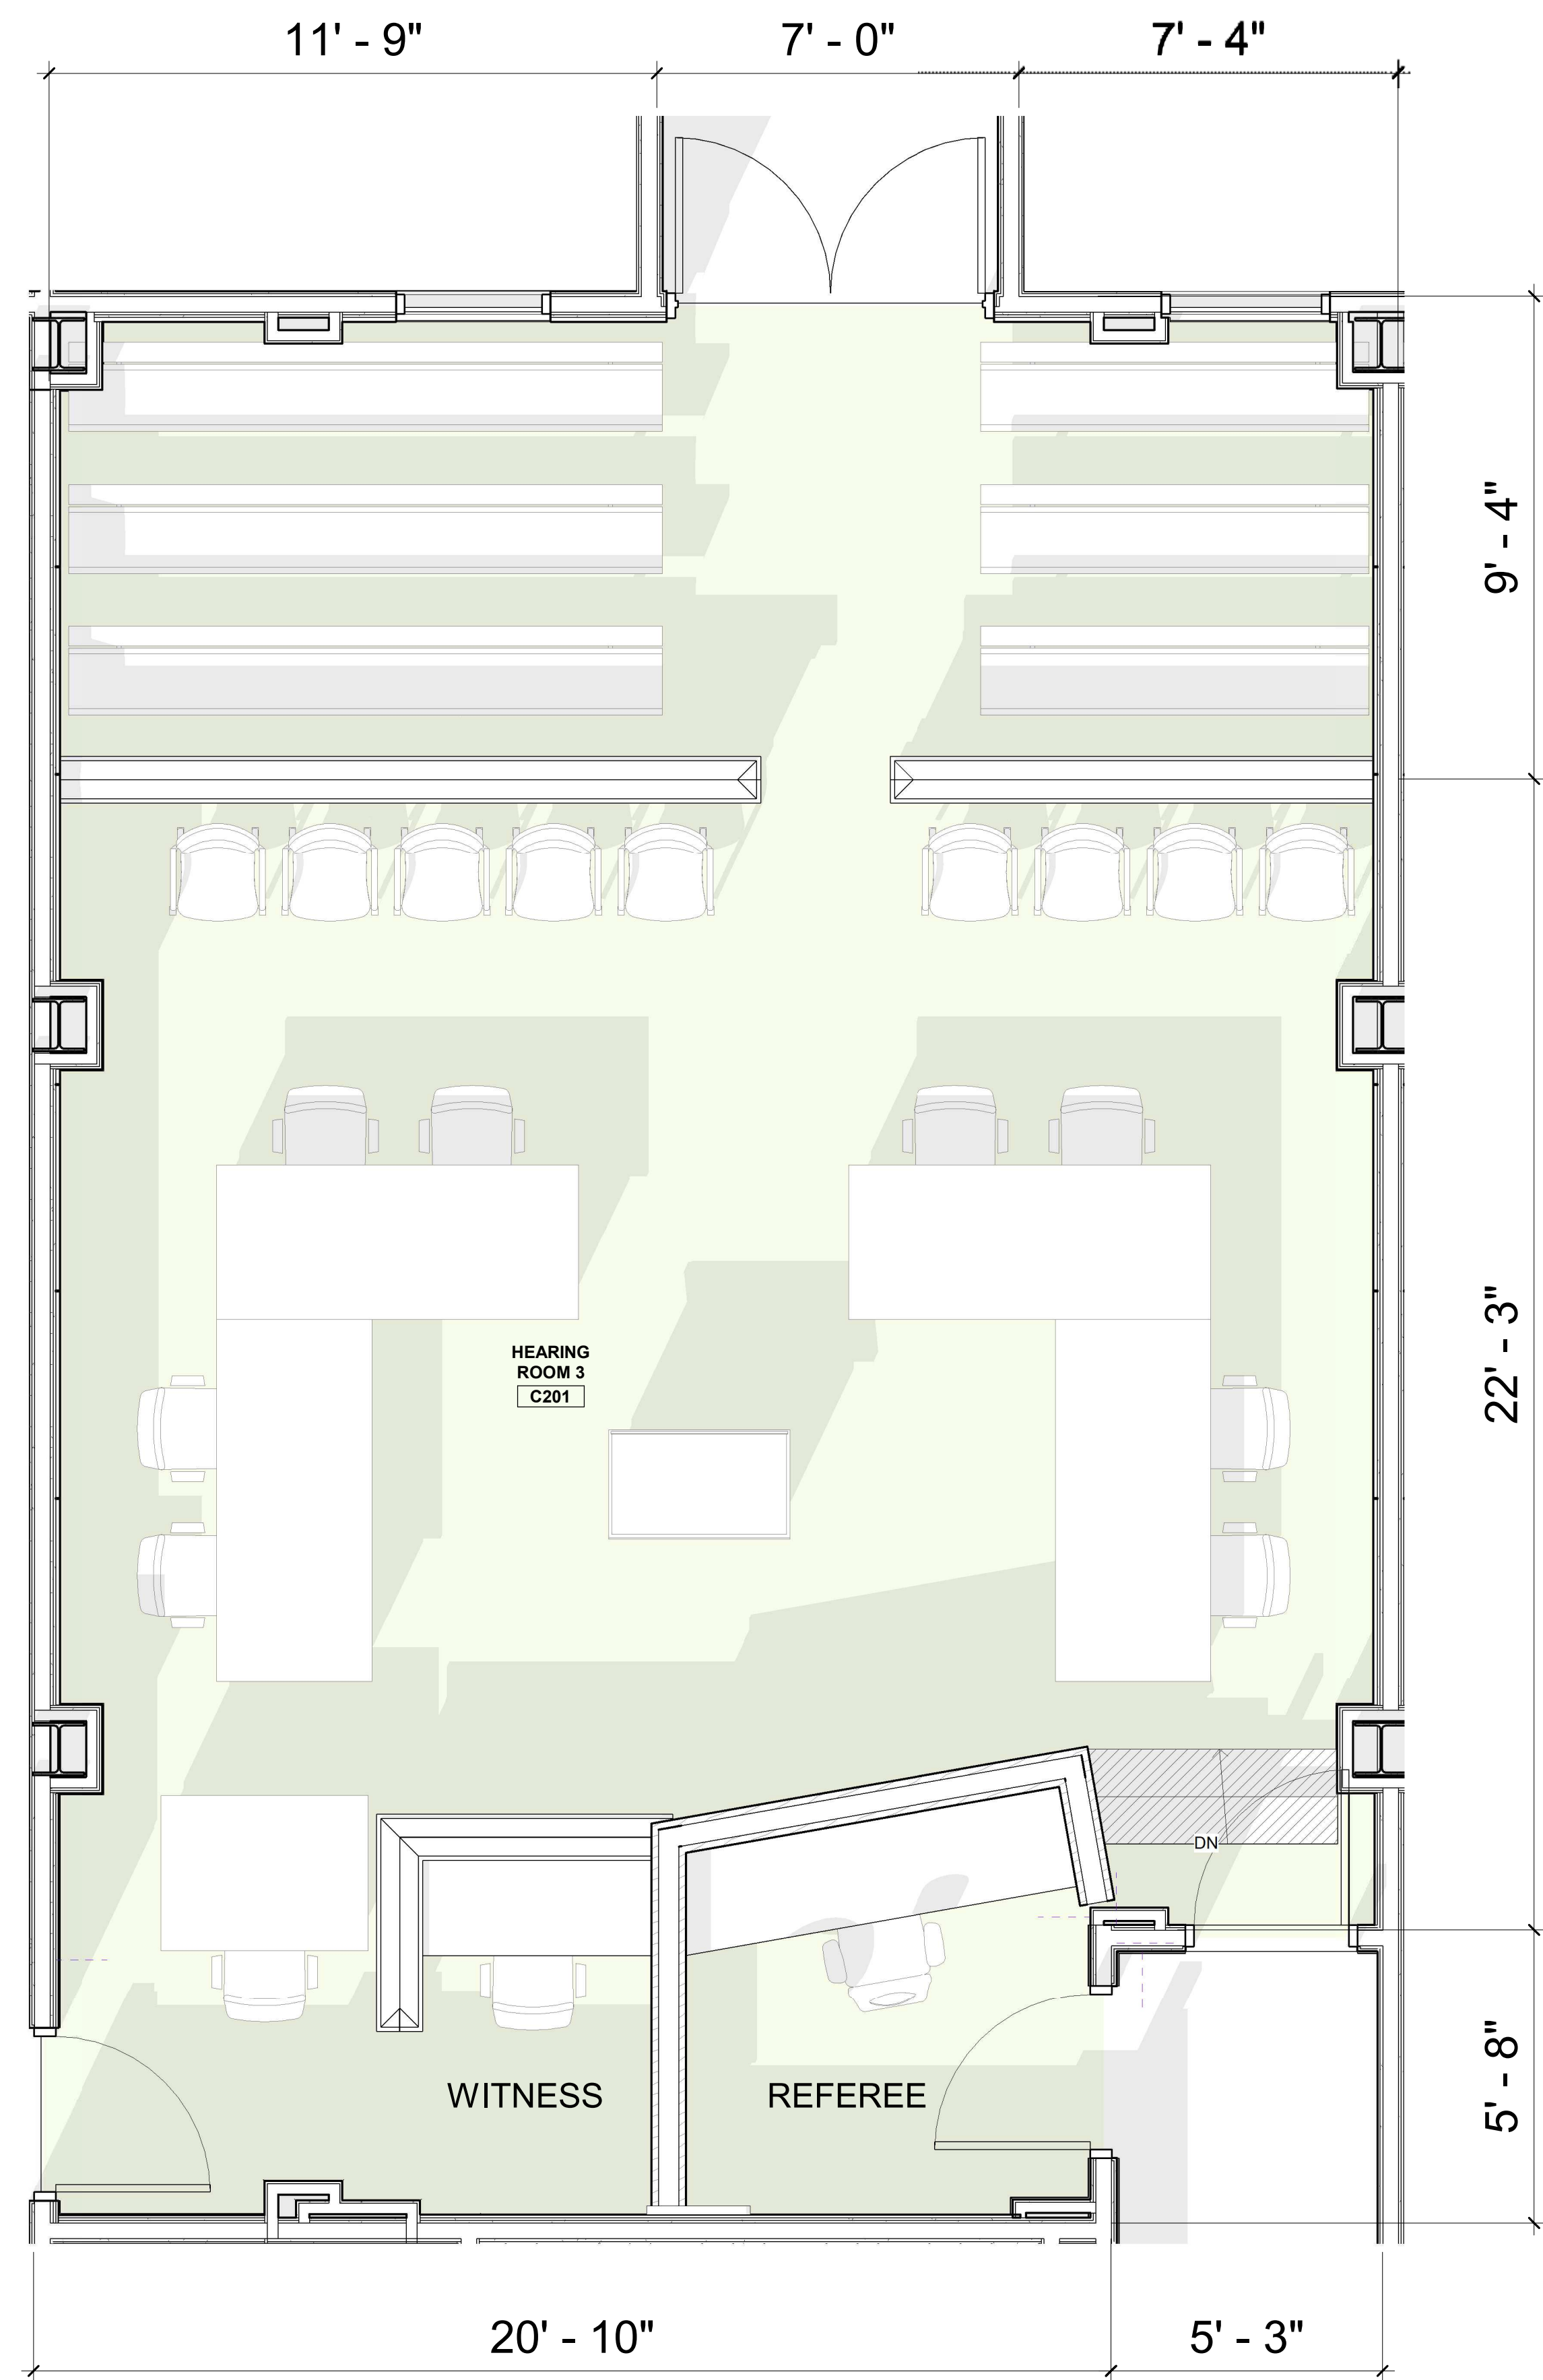 11' - 9"
7' - 0"
7' - 4"
9' - 4"
22' - 3"
HEARING
ROOM 3
C201
DN
5' - 8"
WITNESS
REFEREE
20' - 10"
5' - 3"